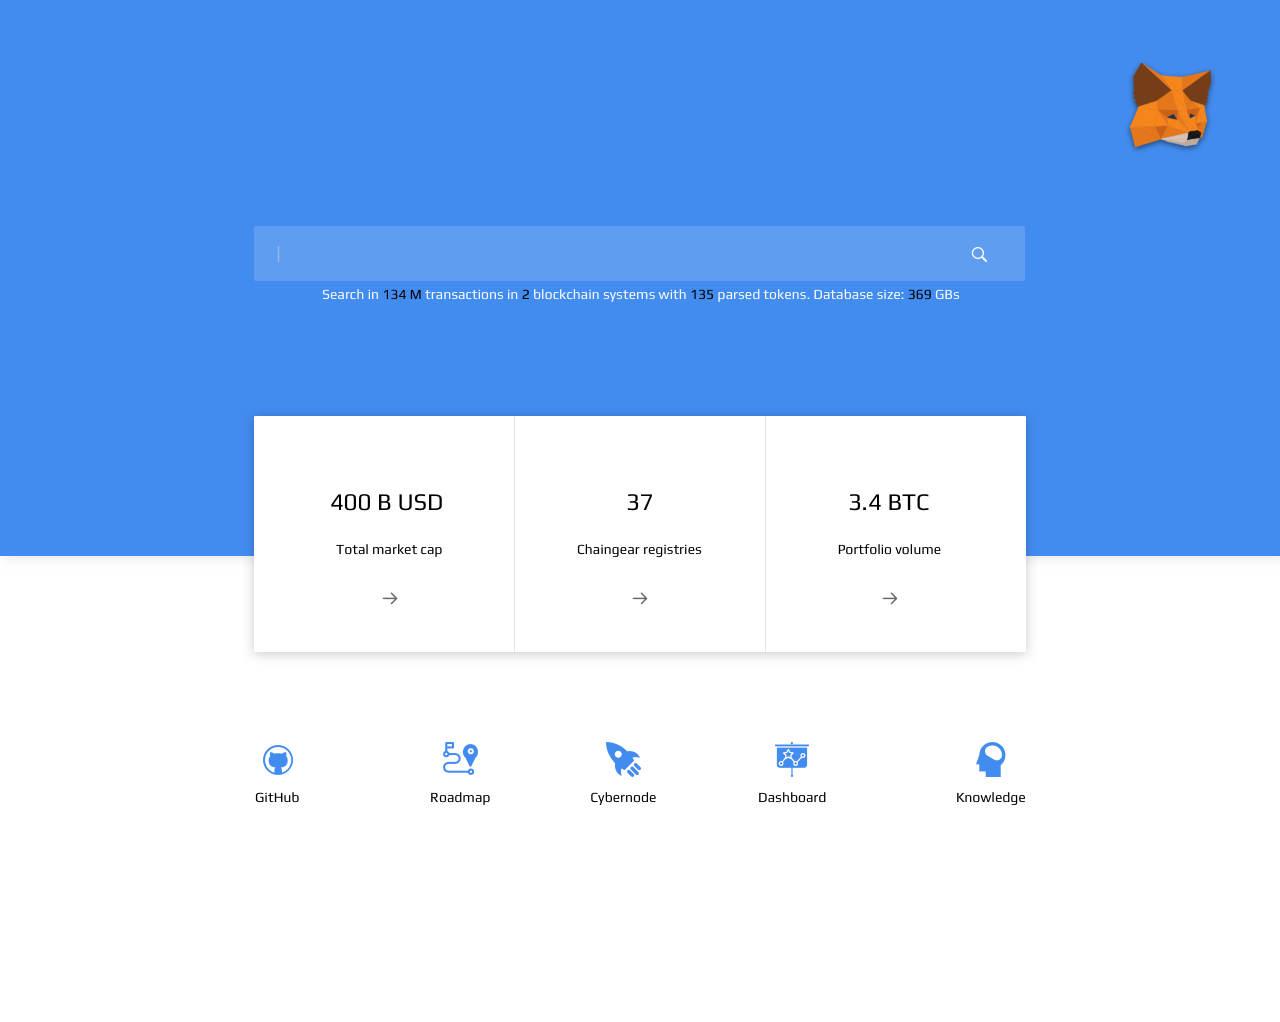 Search in 134 M transactions in 2 blockchain systems with 135 parsed tokens. Database size: 369 GBs
400 B USD
37
3.4 BTC
Total market cap
Chaingear registries
Portfolio volume
GitHub
Roadmap
Cybernode
Dashboard
Knowledge